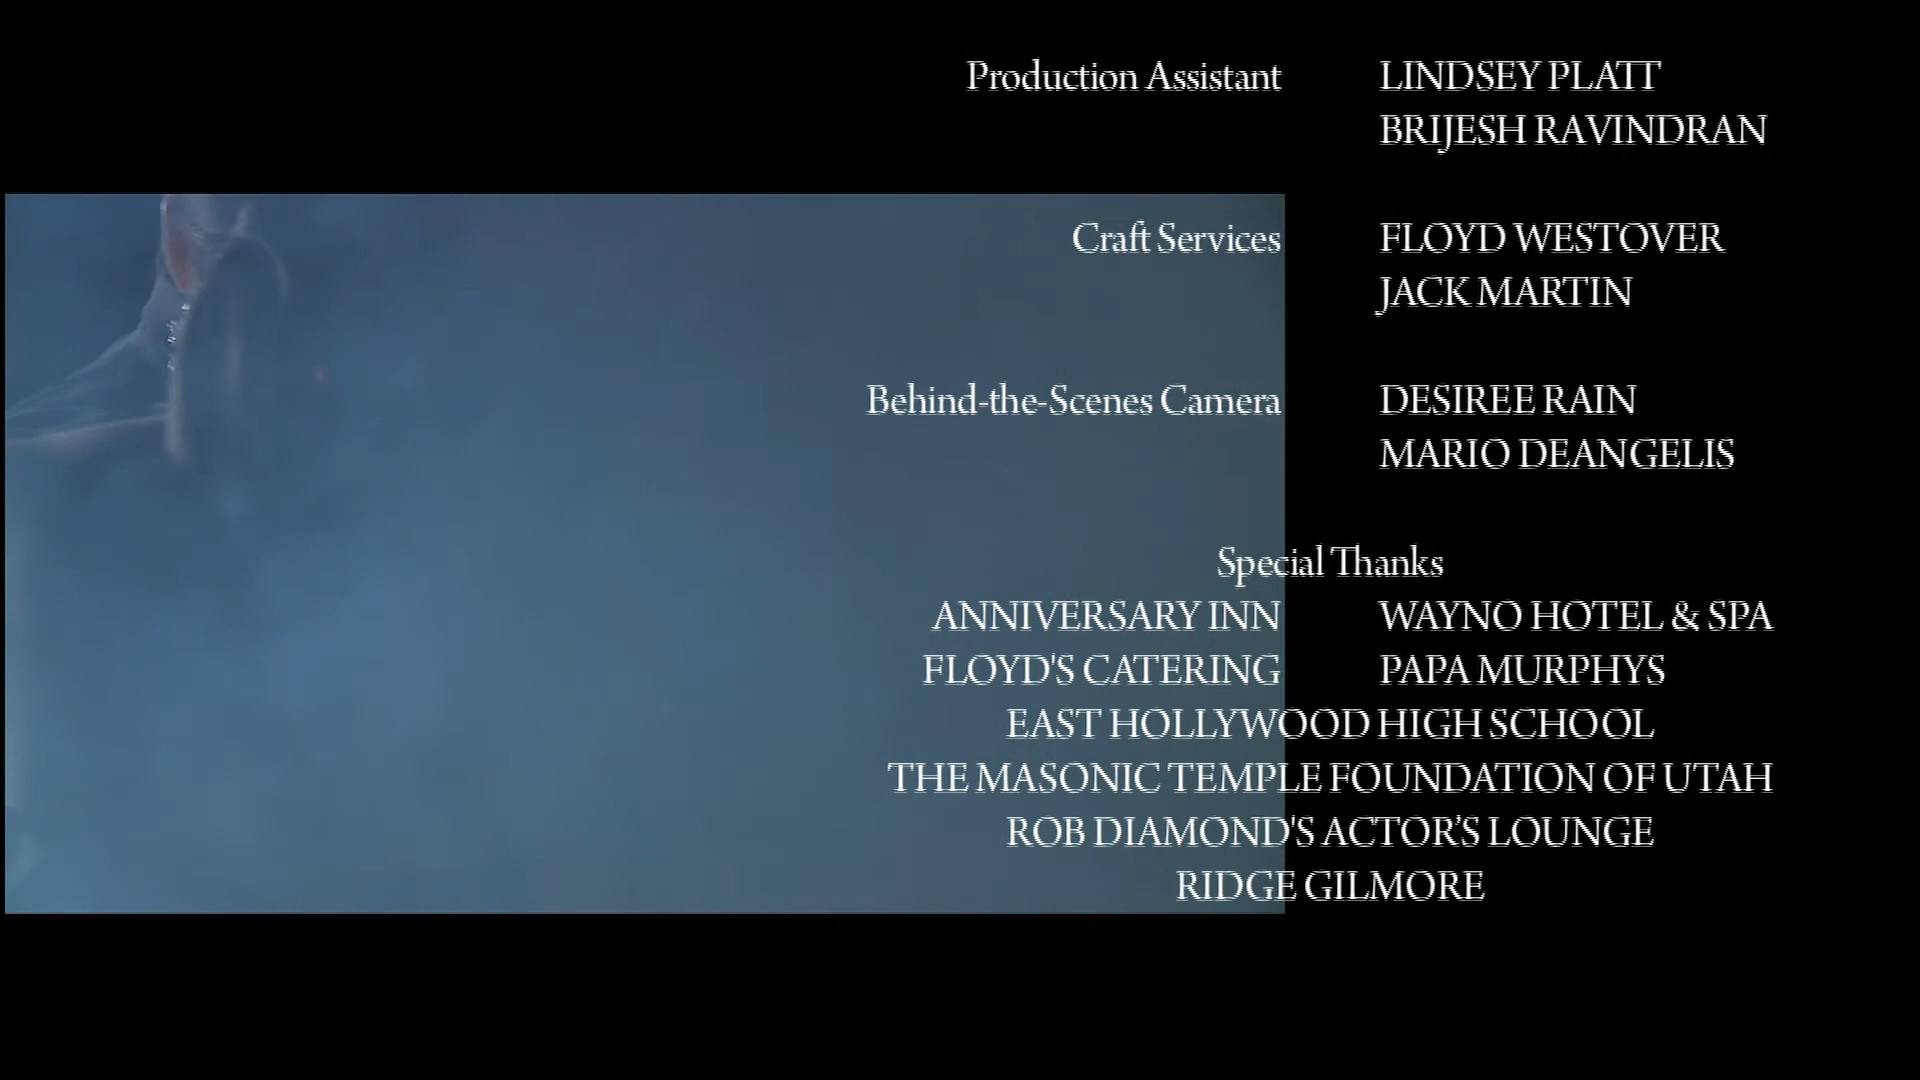 Production Assistant LINDSEY PLATT
BRIJESH RAVINDRAN
Craft Services FLOYD WESTOVER
JACK MARTIN
Behind-the-Scenes Camera DESIREE RAIN
MARIO DEANGELIS
Special Thanks
ANNIVERSARY INN WAYNO HOTEL & SPA
FLOYD'S CATERING PAPA MURPHYS
EAST HOLLYWOOD HIGH SCHOOL
THE MASONIC TEMPLE FOUNDATION OF UTAH
ROB DIAMOND'S ACTOR'S LOUNGE
RIDGE GILMORE